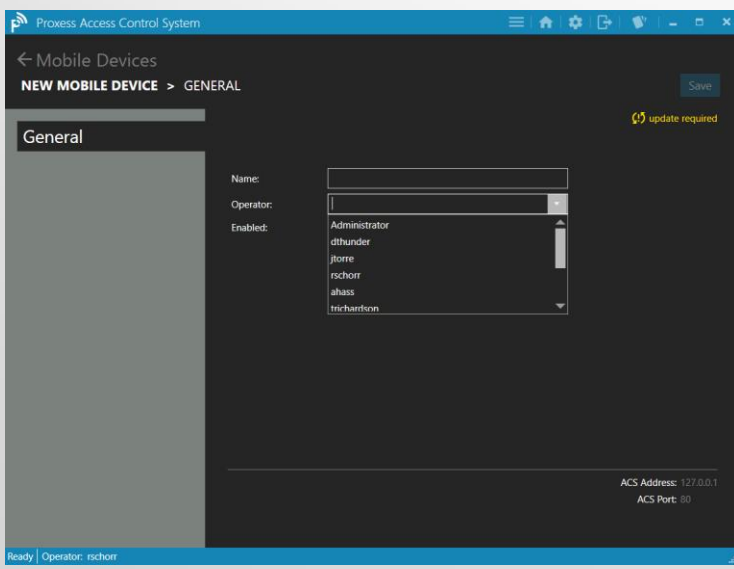 Proxess Access Control System
Mobile Devices
NEW MOBILE DEVICE > GENERAL
Save
update required
General
Name:
Operator:
Enabled:
Administrator
dthunder
jtorre
rschorr
ahass
trichardson
ACS Address: 127.0.0.1
ACS Port: 80
Ready Operator: rschorr